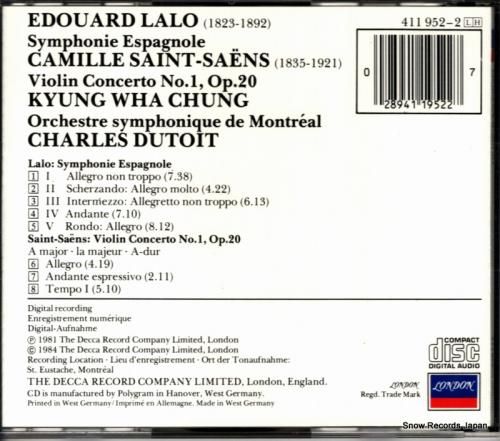 EDOUARD LALO (1823-1892)
411 952-2 LH
Symphonie Espagnole
CAMILLE SAINT-SAËNS (1835-1921)
Violin Concerto No.1, Op.20
KYUNG WHA CHUNG
Orchestre symphonique de Montréal
CHARLES DUTOIT
0 28941 19522 7
Lalo: Symphonie Espagnole
1 I Allegro non troppo (7.38)
2 II Scherzando: Allegro molto (4.22)
3 III Intermezzo: Allegretto non troppo (6.13)
4 IV Andante (7.10)
5 V Rondo: Allegro (8.12)
Saint-Saëns: Violin Concerto No.1, Op.20
A major · la majeur · A-dur
6 Allegro (4.19)
7 Andante espressivo (2.11)
8 Tempo I (5.10)
Digital recording
Enregistrement numérique
Digital-Aufnahme
℗ 1981 The Decca Record Company Limited, London
© 1984 The Decca Record Company Limited, London
Recording Location · Lieu d'enregistrement · Ort der Tonaufnahme:
St. Eustache, Montréal
THE DECCA RECORD COMPANY LIMITED, London, England.
CD is manufactured by Polygram in Hanover, West Germany.
Printed in West Germany / Imprimé en Allemagne. Made in West Germany
COMPACT
disc
DIGITAL AUDIO
LONDON
Regd. Trade Mark
LONDON
Snow Records Japan